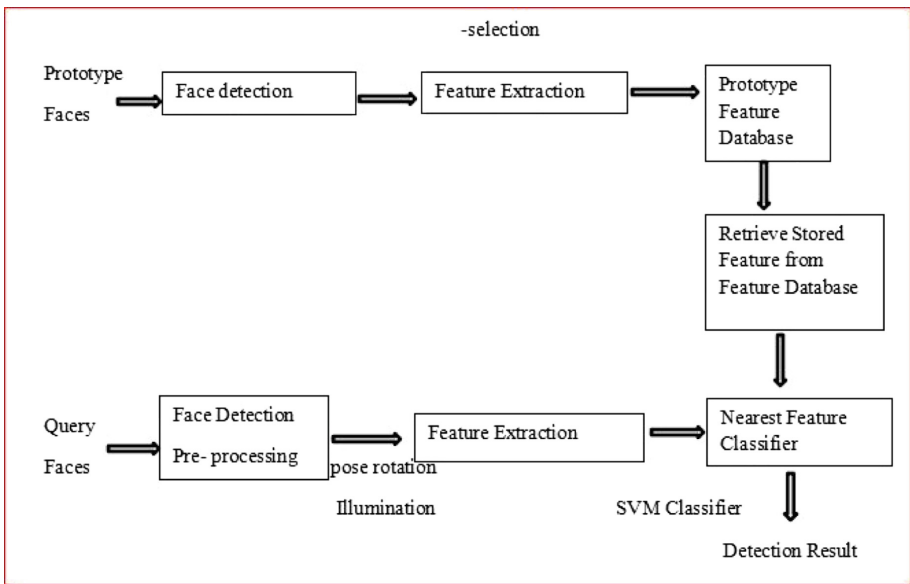 -selection
Prototype
Faces
Face detection
Feature Extraction
Prototype
Feature
Database
Retrieve Stored
Feature from
Feature Database
Query
Faces
Face Detection
Pre- processing
pose rotation
Illumination
Feature Extraction
Nearest Feature
Classifier
SVM Classifier
Detection Result